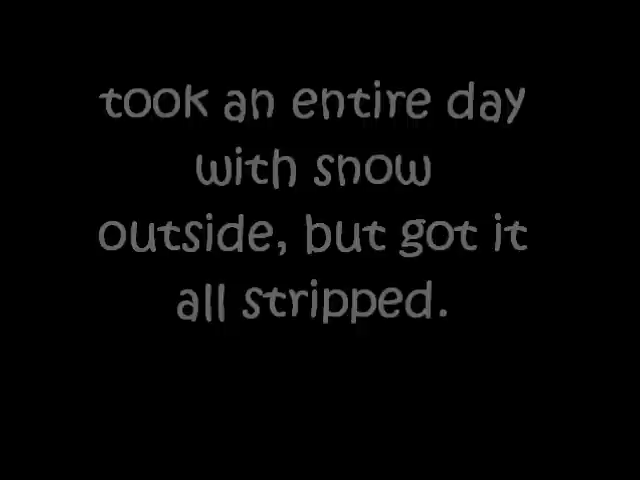 took an entire day
with snow
outside, but got it
all stripped.